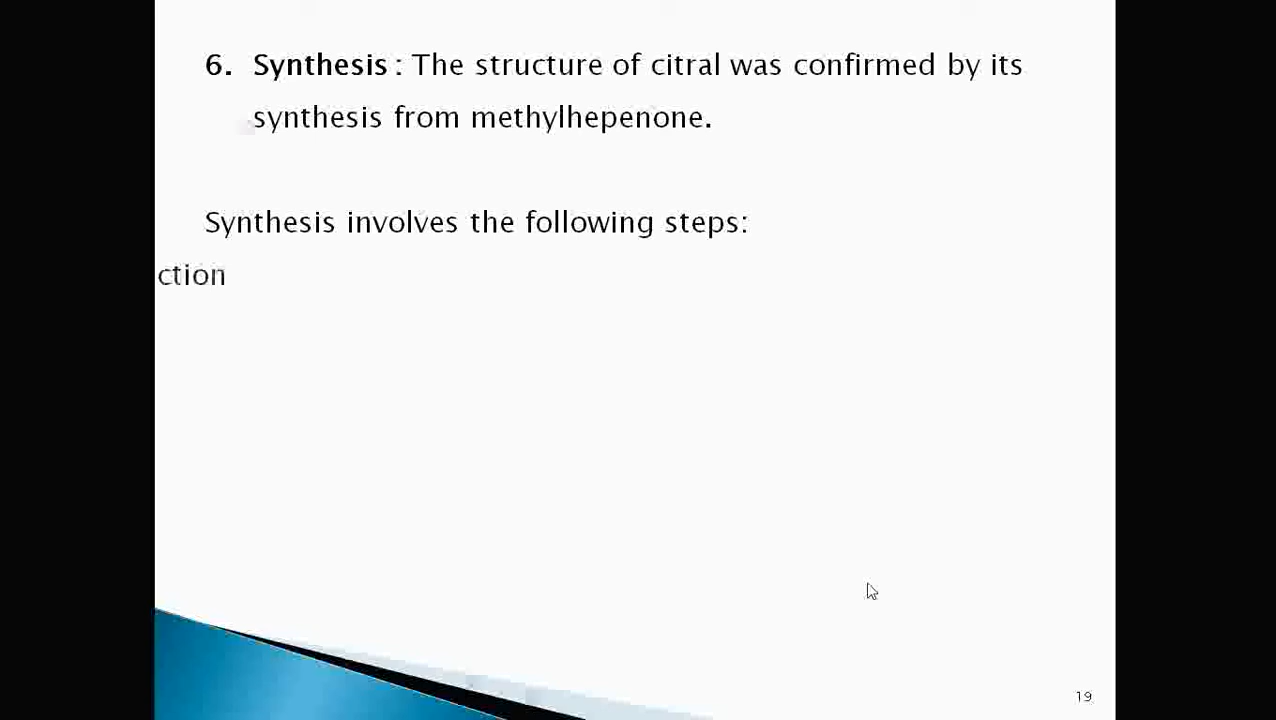 6. Synthesis : The structure of citral was confirmed by its
synthesis from methylhepenone.
Synthesis involves the following steps:
ction
19